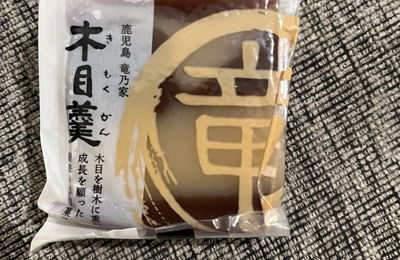 鹿児島 竜乃家
木目羹
きもくかん
木目を樹木に重
成長を願った
竜